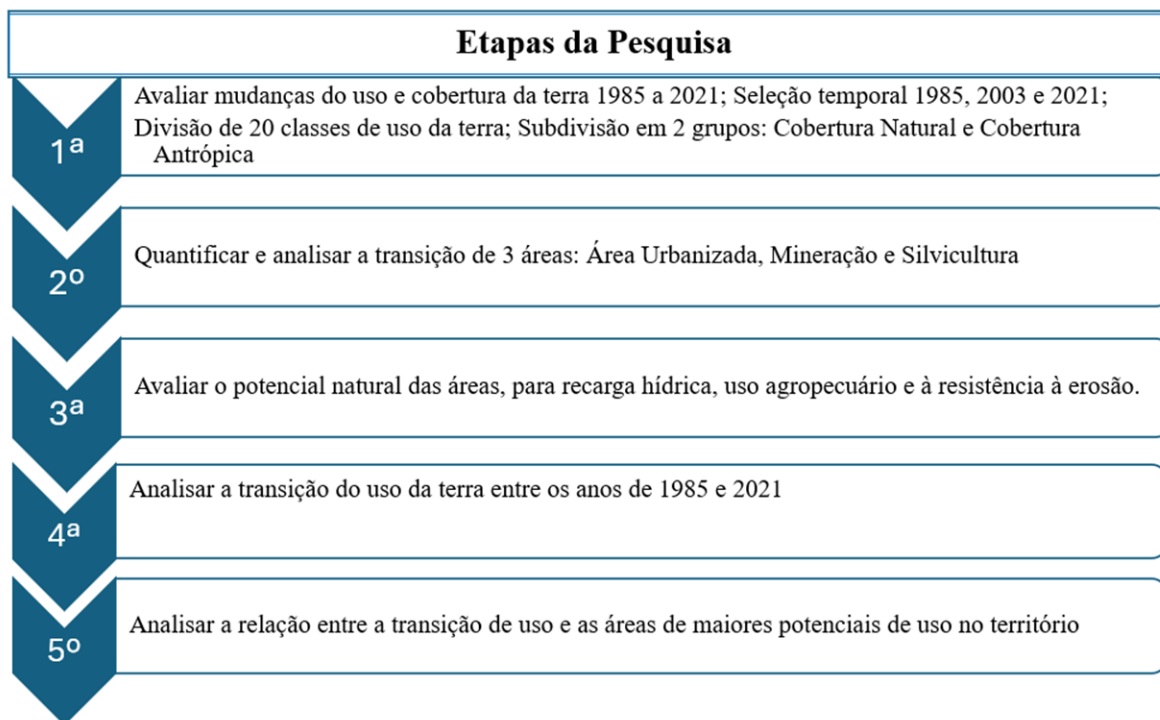 Etapas da Pesquisa
1ª
Avaliar mudanças do uso e cobertura da terra 1985 a 2021; Seleção temporal 1985, 2003 e 2021;
Divisão de 20 classes de uso da terra; Subdivisão em 2 grupos: Cobertura Natural e Cobertura
Antrópica
2º
Quantificar e analisar a transição de 3 áreas: Área Urbanizada, Mineração e Silvicultura
3ª
Avaliar o potencial natural das áreas, para recarga hídrica, uso agropecuário e à resistência à erosão.
4ª
Analisar a transição do uso da terra entre os anos de 1985 e 2021
5º
Analisar a relação entre a transição de uso e as áreas de maiores potenciais de uso no território